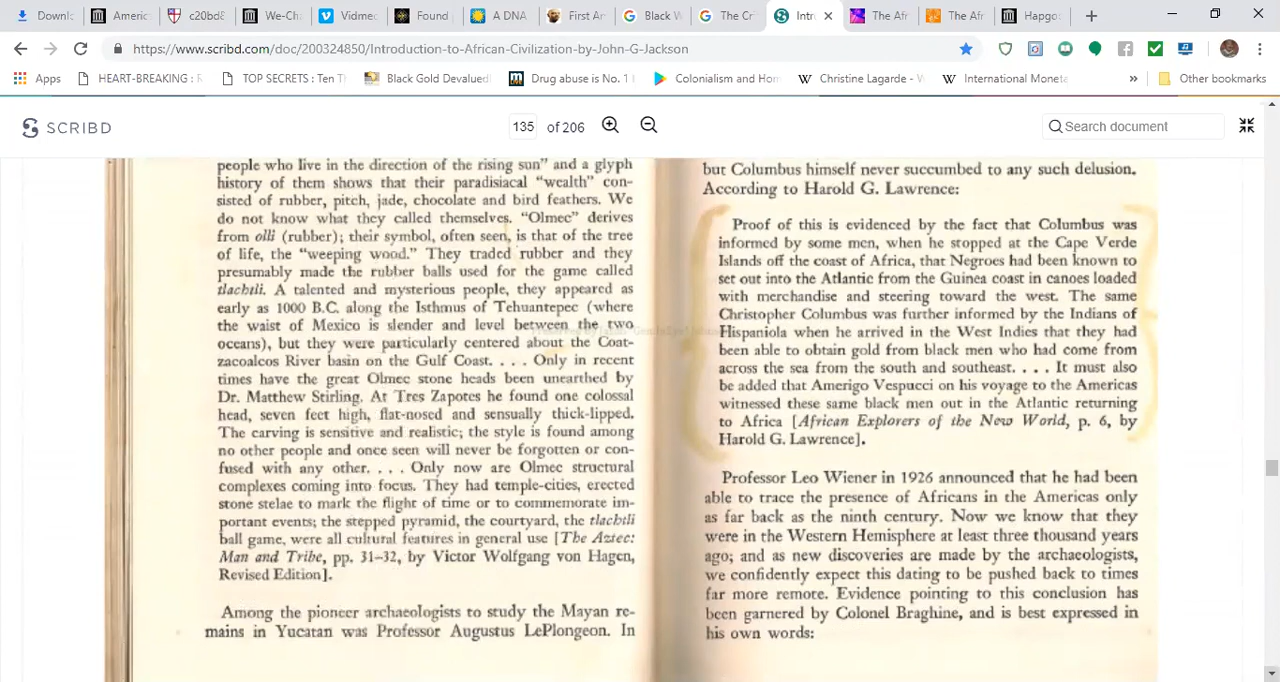 Downlo
Americ
c20bd8
We-Cha
Vidmec
Found
A DNA
First Am
Black W
The Cri
Intro
The Afr
The Afr
Hapgoo
https://www.scribd.com/doc/200324850/Introduction-to-African-Civilization-by-John-G-Jackson
Apps
HEART-BREAKING : R
TOP SECRETS : Ten Th
Black Gold Devalued
Drug abuse is No. 1
Colonialism and Hom
Christine Lagarde - W
International Moneta
»
Other bookmarks
SCRIBD
135 of 206
Search document
people who live in the direction of the rising sun" and a glyph
history of them shows that their paradisiacal "wealth" con-
sisted of rubber, pitch, jade, chocolate and bird feathers. We
do not know what they called themselves. "Olmec" derives
from olli (rubber); their symbol, often seen, is that of the tree
of life, the "weeping wood." They traded rubber and they
presumably made the rubber balls used for the game called
tlachtli. A talented and mysterious people, they appeared as
early as 1000 B.C. along the Isthmus of Tehuantepec (where
the waist of Mexico is slender and level between the two
oceans), but they were particularly centered about the Coat-
zacoalcos River basin on the Gulf Coast. . . . Only in recent
times have the great Olmec stone heads been unearthed by
Dr. Matthew Stirling. At Tres Zapotes he found one colossal
head, seven feet high, flat-nosed and sensually thick-lipped.
The carving is sensitive and realistic; the style is found among
no other people and once seen will never be forgotten or con-
fused with any other. . . . Only now are Olmec structural
complexes coming into focus. They had temple-cities, erected
stone stelae to mark the flight of time or to commemorate im-
portant events; the stepped pyramid, the courtyard, the tlachtli
ball game, were all cultural features in general use [The Aztec:
Man and Tribe, pp. 31–32, by Victor Wolfgang von Hagen,
Revised Edition].
Among the pioneer archaeologists to study the Mayan re-
mains in Yucatan was Professor Augustus LePlongeon. In
but Columbus himself never succumbed to any such delusion.
According to Harold G. Lawrence:
Proof of this is evidenced by the fact that Columbus was
informed by some men, when he stopped at the Cape Verde
Islands off the coast of Africa, that Negroes had been known to
set out into the Atlantic from the Guinea coast in canoes loaded
with merchandise and steering toward the west. The same
Christopher Columbus was further informed by the Indians of
Hispaniola when he arrived in the West Indies that they had
been able to obtain gold from black men who had come from
across the sea from the south and southeast. . . . It must also
be added that Amerigo Vespucci on his voyage to the Americas
witnessed these same black men out in the Atlantic returning
to Africa [African Explorers of the New World, p. 6, by
Harold G. Lawrence].
Professor Leo Wiener in 1926 announced that he had been
able to trace the presence of Africans in the Americas only
as far back as the ninth century. Now we know that they
were in the Western Hemisphere at least three thousand years
ago; and as new discoveries are made by the archaeologists,
we confidently expect this dating to be pushed back to times
far more remote. Evidence pointing to this conclusion has
been garnered by Colonel Braghine, and is best expressed in
his own words: